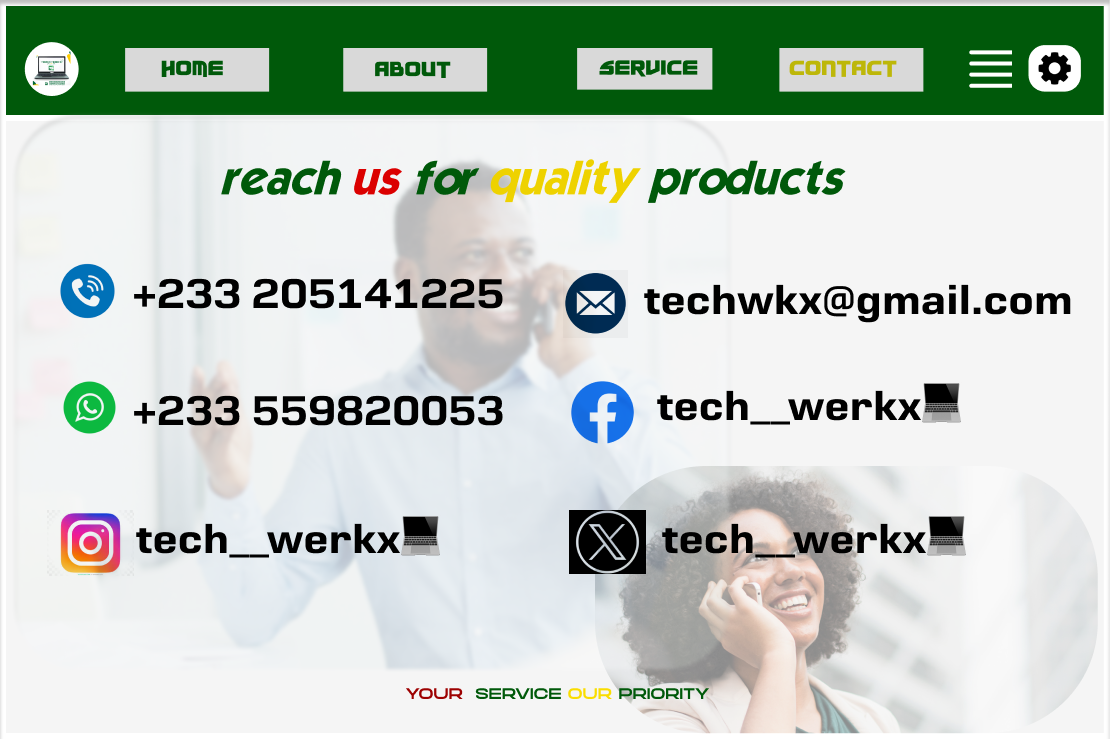 HOME ABOUT SERVICE CONTACT
reach us for quality products
+233 205141225
techwkx@gmail.com
+233 559820053
tech__werkx💻
tech__werkx💻
tech__werkx💻
YOUR SERVICE OUR PRIORITY